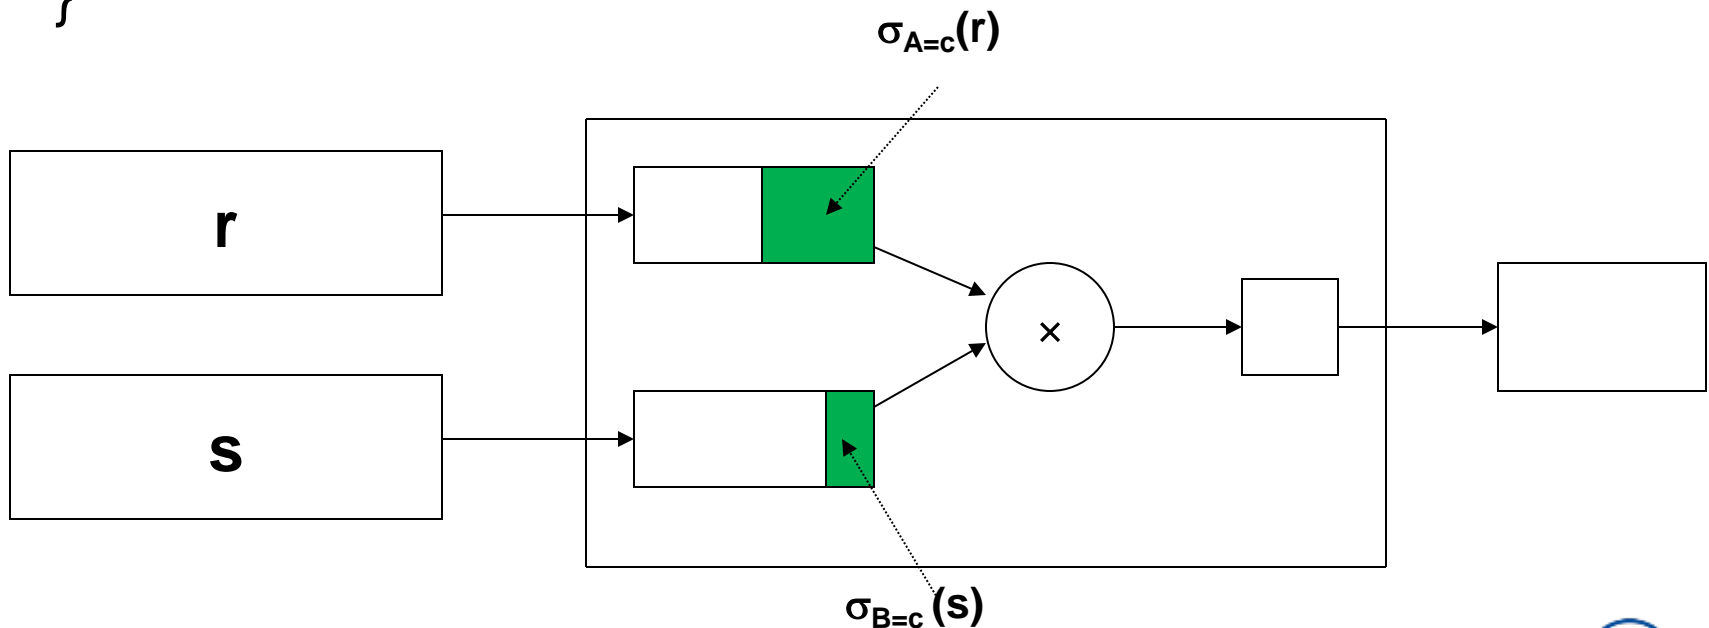 }
σA=c(r)
r
×
s
σB=c (s)